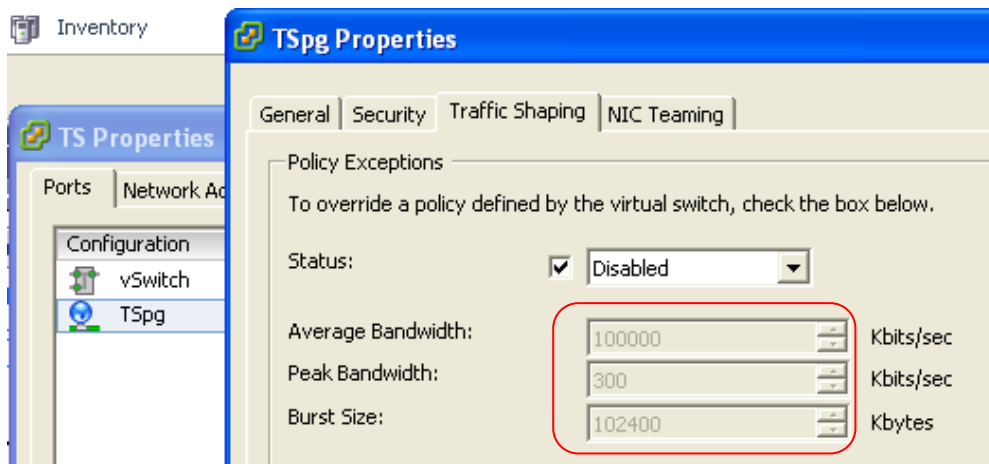 Inventory
TSpg Properties
General Security Traffic Shaping NIC Teaming
TS Properties
Policy Exceptions
Ports Network Ad
To override a policy defined by the virtual switch, check the box below.
Configuration
vSwitch
TSpg
Status: Disabled
Average Bandwidth: 100000 Kbits/sec
Peak Bandwidth: 300 Kbits/sec
Burst Size: 102400 Kbytes